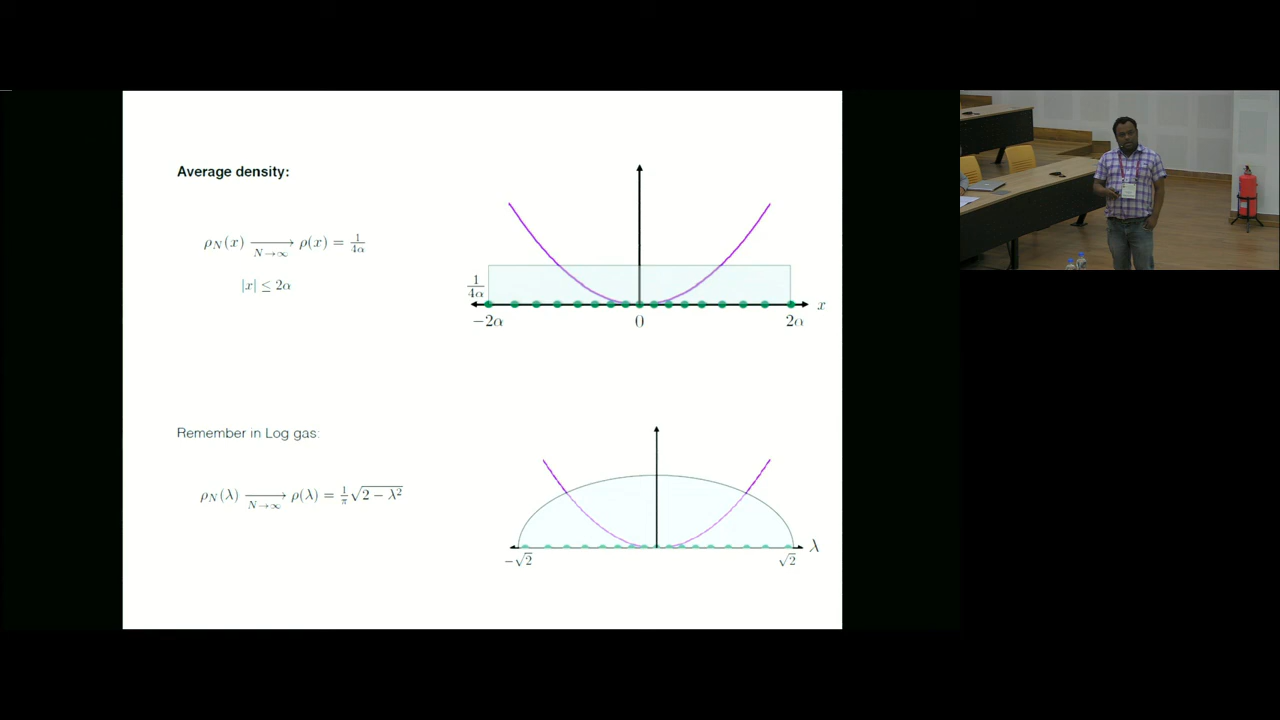 Average density:
ρ_N(x) →_{N→∞} ρ(x) = 1/4α
|x| ≤ 2α
1/4α
x
−2α 0 2α
Remember in Log gas:
ρ_N(λ) →_{N→∞} ρ(λ) = 1/π √(2 − λ²)
λ
−√2 √2